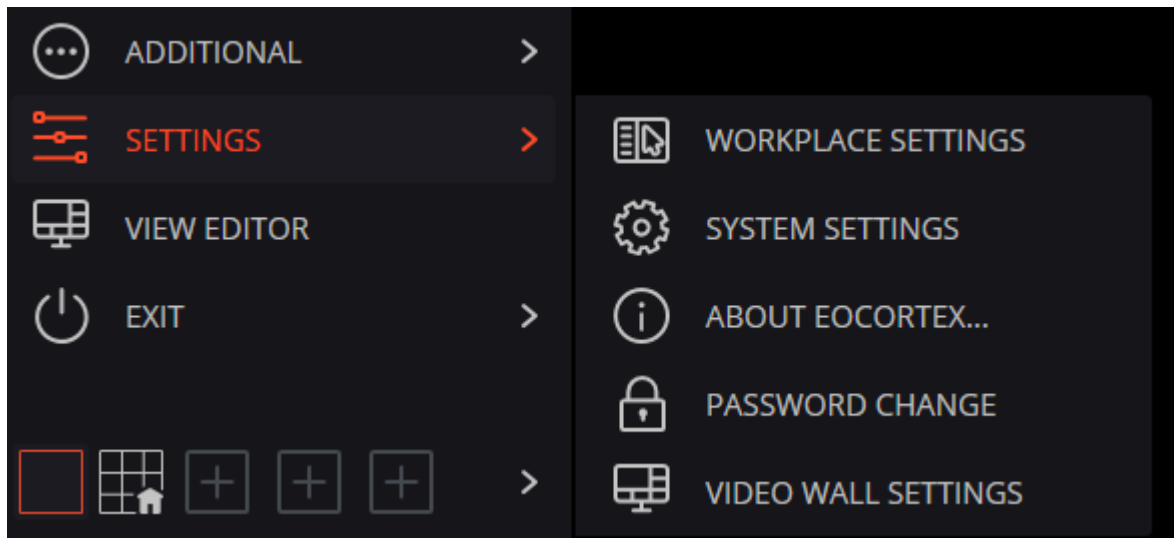 ADDITIONAL
SETTINGS
VIEW EDITOR
EXIT
WORKPLACE SETTINGS
SYSTEM SETTINGS
ABOUT EOCORTEX...
PASSWORD CHANGE
VIDEO WALL SETTINGS